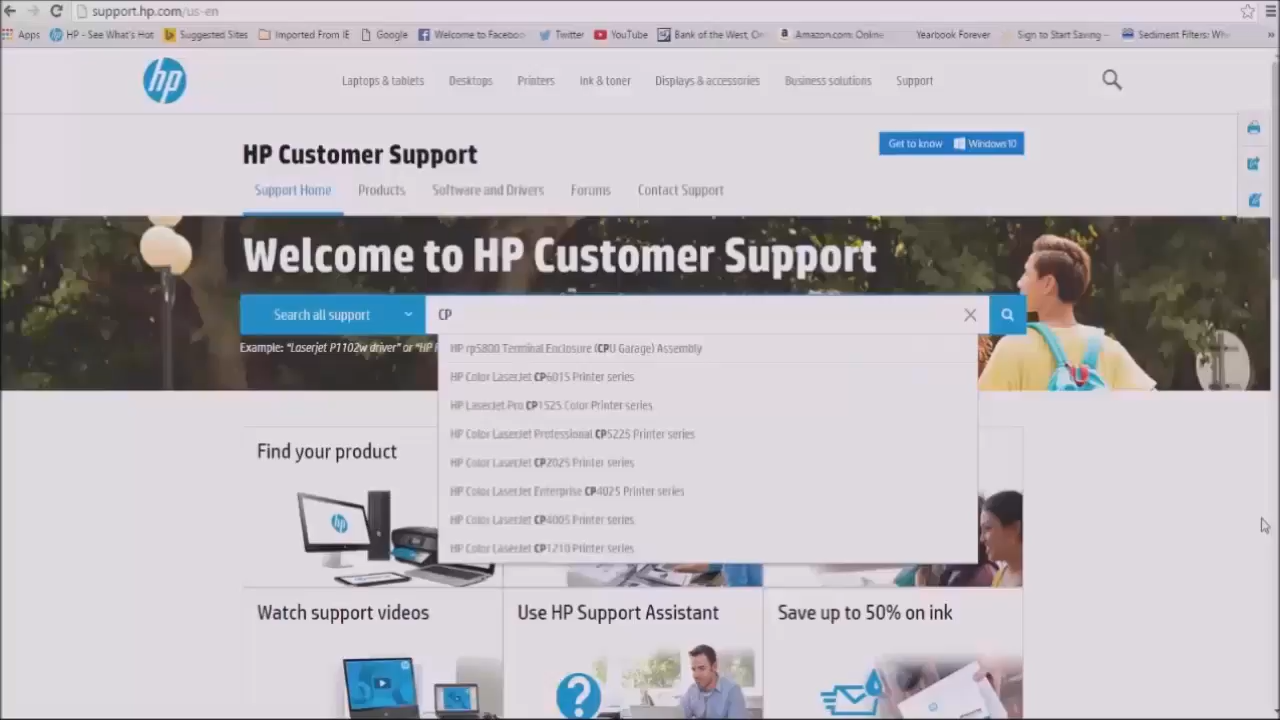 support.hp.com/us-en
Apps HP - See What's Hot Suggested Sites Imported From IE Google Welcome to Faceboo Twitter YouTube Bank of the West, On Amazon.com: Online Yearbook Forever Sign to Start Saving Sediment Filters: Wh
hp Laptops & tablets Desktops Printers Ink & toner Displays & accessories Business solutions Support
HP Customer Support
Get to know Windows10
Support Home Products Software and Drivers Forums Contact Support
Welcome to HP Customer Support
Search all support CP
Example: "Laserjet P1102w driver" or "HP
HP rp5800 Terminal Enclosure (CPU Garage) Assembly
HP Color LaserJet CP6015 Printer series
HP LaserJet Pro CP1525 Color Printer series
HP Color LaserJet Professional CP5225 Printer series
HP Color LaserJet CP2025 Printer series
HP Color LaserJet Enterprise CP4025 Printer series
HP Color LaserJet CP4005 Printer series
HP Color LaserJet CP1210 Printer series
Find your product
hp
Watch support videos Use HP Support Assistant Save up to 50% on ink